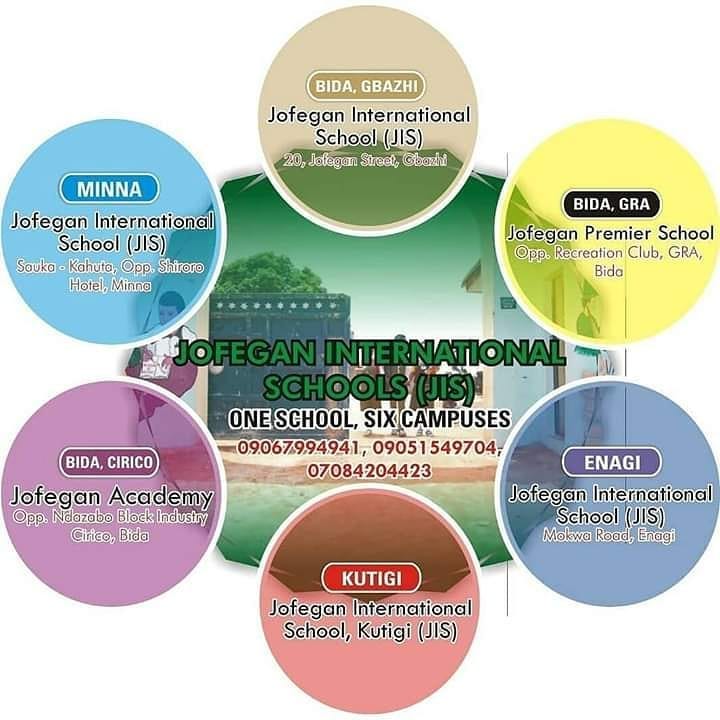 BIDA, GBAZHI
Jofegan International
School (JIS)
20, Jofegan Street, Gbazhi
MINNA
Jofegan International
School (JIS)
Sauka - Kahuta, Opp. Shiroro
Hotel, Minna
BIDA, GRA
Jofegan Premier School
Opp. Recreation Club, GRA,
Bida
JOFEGAN INTERNATIONAL
SCHOOLS (JIS)
ONE SCHOOL, SIX CAMPUSES
09067994941, 09051549704,
07084204423
BIDA, CIRICO
Jofegan Academy
Opp. Ndazabo Block Industry
Cirico, Bida
ENAGI
Jofegan International
School (JIS)
Mokwa Road, Enagi
KUTIGI
Jofegan International
School, Kutigi (JIS)